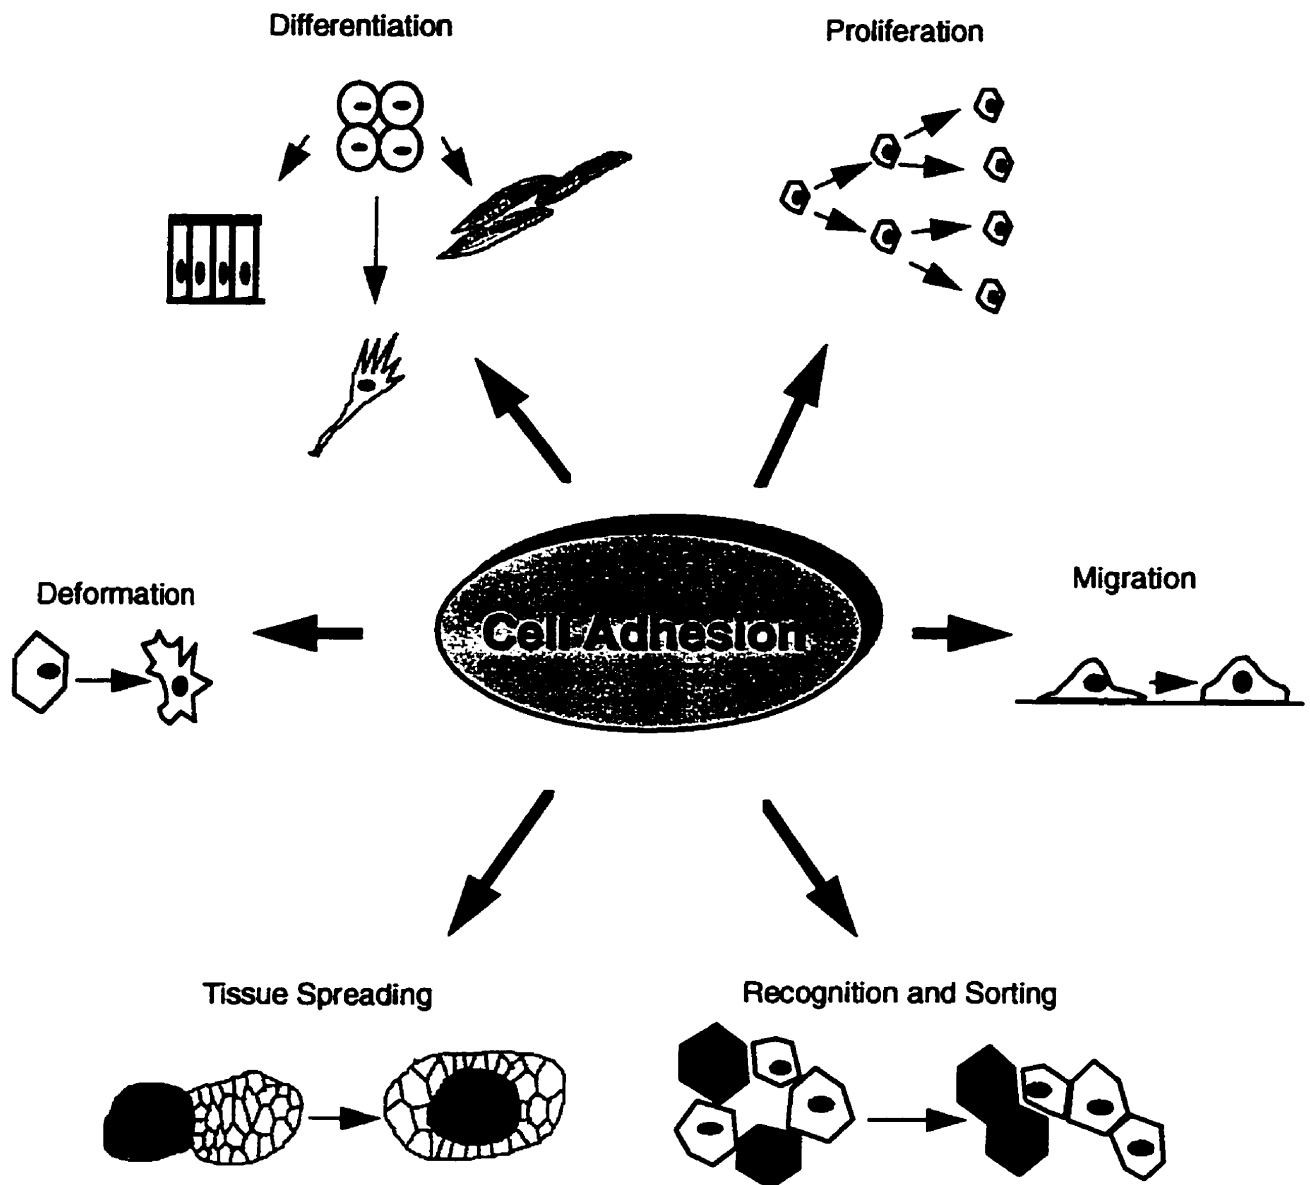 Differentiation
Proliferation
Deformation
Cell Adhesion
Migration
Tissue Spreading
Recognition and Sorting